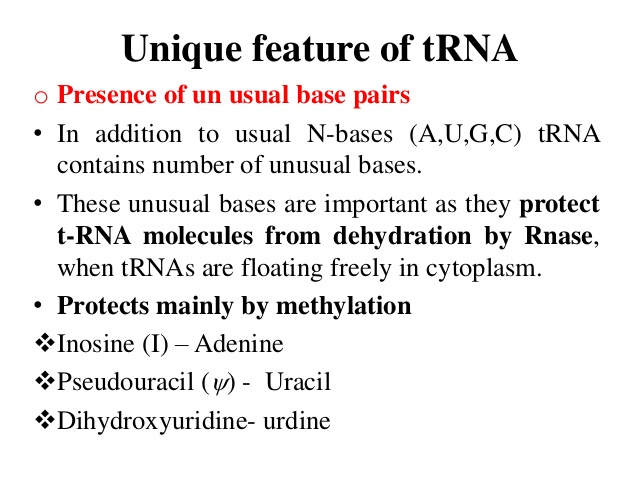 Unique feature of tRNA
o Presence of un usual base pairs
• In addition to usual N-bases (A,U,G,C) tRNA
contains number of unusual bases.
• These unusual bases are important as they protect
t-RNA molecules from dehydration by Rnase,
when tRNAs are floating freely in cytoplasm.
• Protects mainly by methylation
❖Inosine (I) – Adenine
❖Pseudouracil (ψ) - Uracil
❖Dihydroxyuridine- urdine